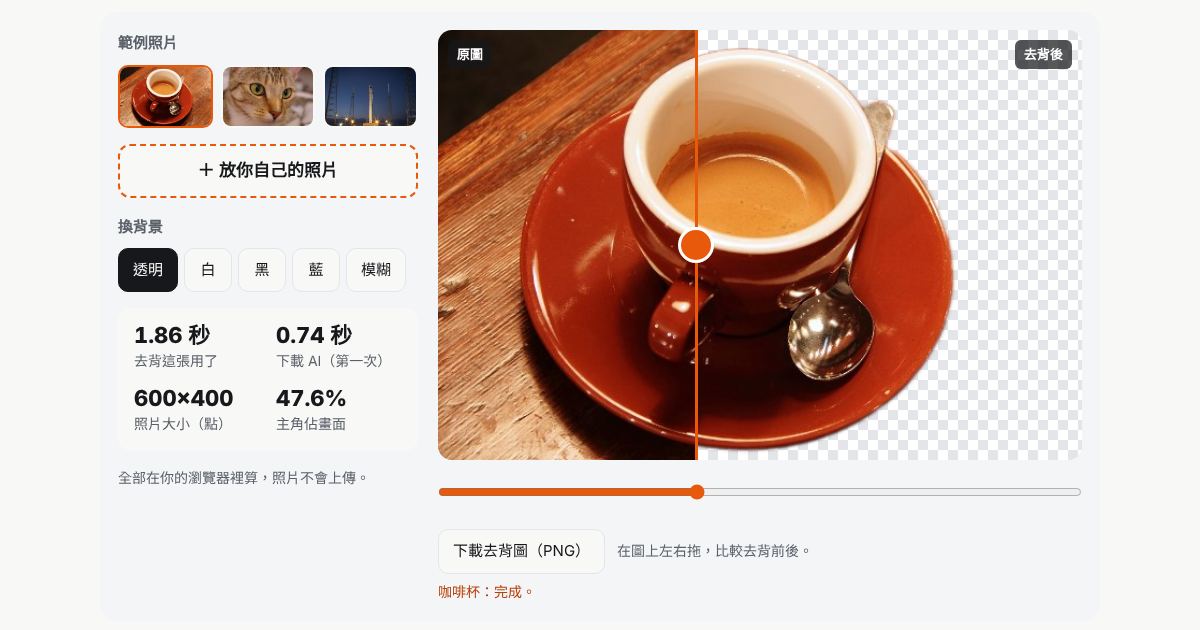 範例照片
＋ 放你自己的照片
換背景
透明 白 黑 藍 模糊
1.86 秒
去背這張用了
0.74 秒
下載 AI（第一次）
600×400
照片大小（點）
47.6%
主角佔畫面
全部在你的瀏覽器裡算，照片不會上傳。
原圖
去背後
下載去背圖（PNG）
在圖上左右拖，比較去背前後。
咖啡杯：完成。